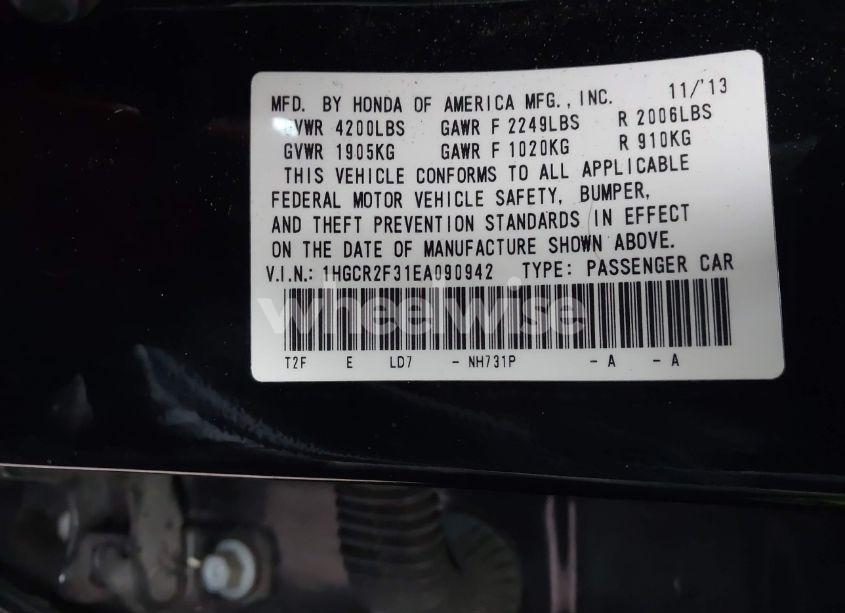 MFD. BY HONDA OF AMERICA MFG., INC. 11/'13
GVWR 4200LBS GAWR F 2249LBS R 2006LBS
GVWR 1905KG GAWR F 1020KG R 910KG
THIS VEHICLE CONFORMS TO ALL APPLICABLE
FEDERAL MOTOR VEHICLE SAFETY, BUMPER,
AND THEFT PREVENTION STANDARDS IN EFFECT
ON THE DATE OF MANUFACTURE SHOWN ABOVE.
V.I.N.: 1HGCR2F31EA090942 TYPE: PASSENGER CAR
wheelwise
T2F E LD7 - NH731P - A - A